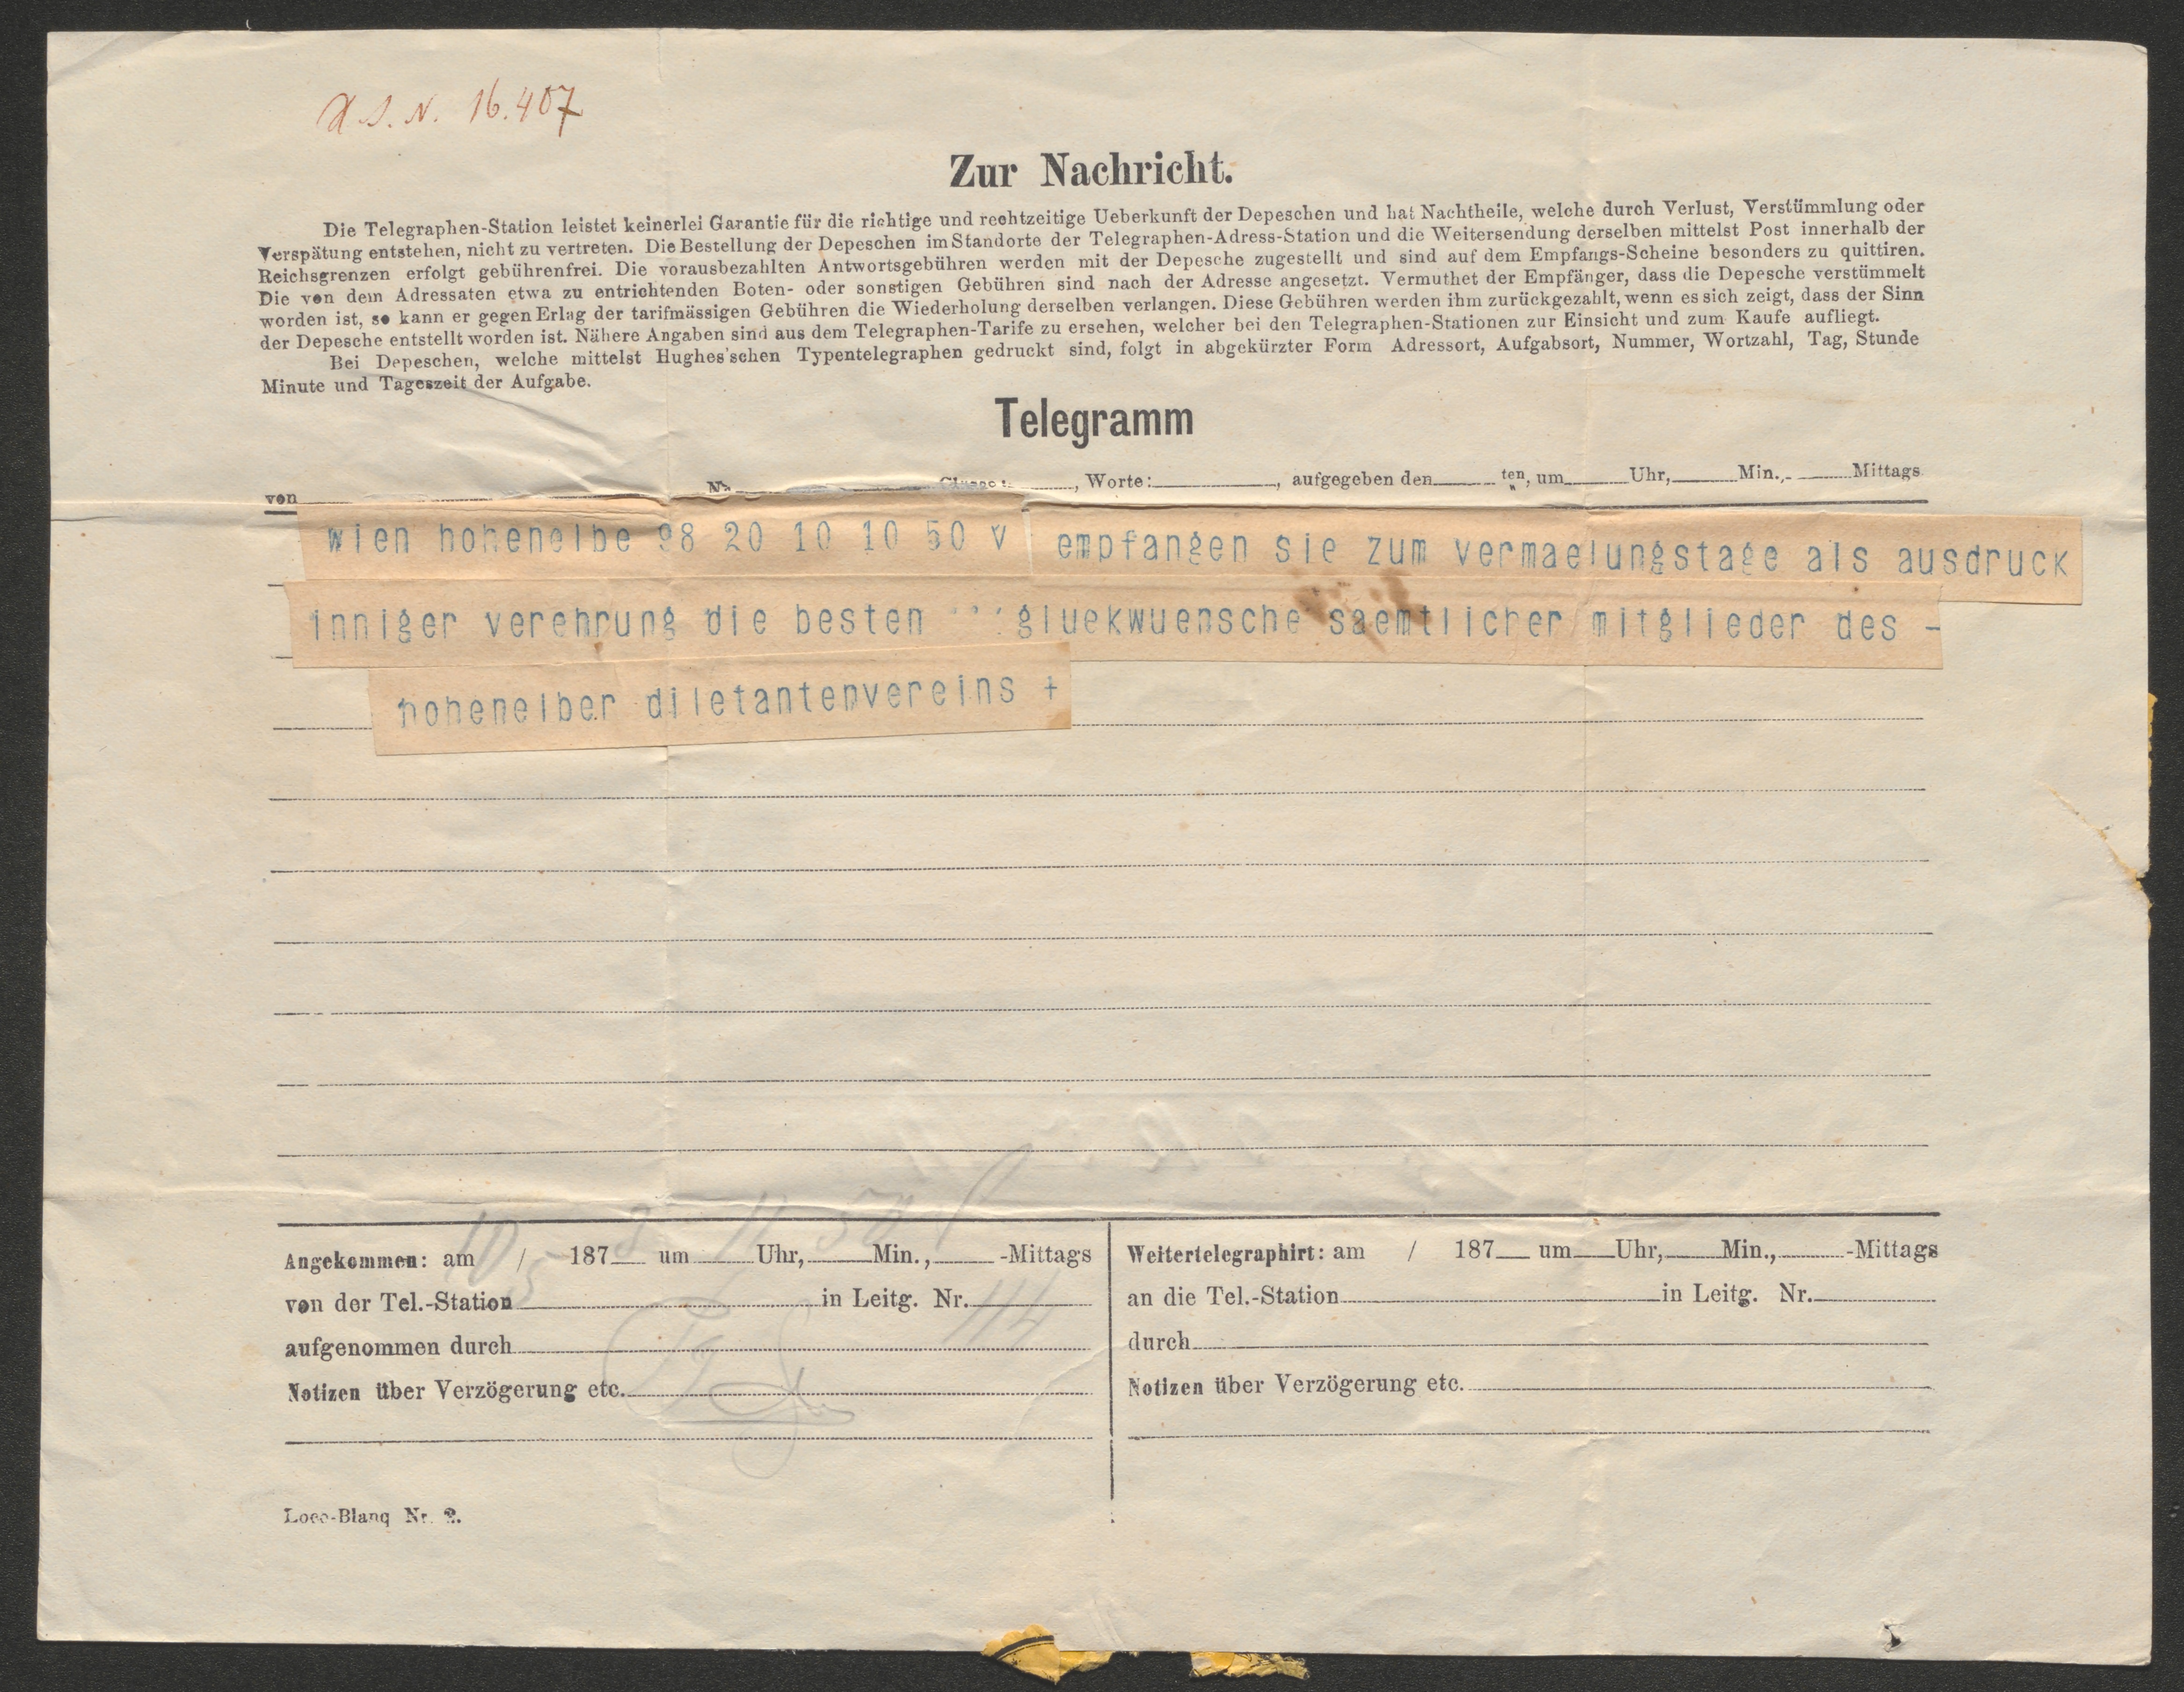 A.S.N. 16.407
Zur Nachricht.
Die Telegraphen-Station leistet keinerlei Garantie für die richtige und rechtzeitige Ueberkunft der Depeschen und hat Nachtheile, welche durch Verlust, Verstümmlung oder
Verspätung entstehen, nicht zu vertreten. Die Bestellung der Depeschen im Standorte der Telegraphen-Adress-Station und die Weitersendung derselben mittelst Post innerhalb der
Reichsgrenzen erfolgt gebührenfrei. Die vorausbezahlten Antwortsgebühren werden mit der Depesche zugestellt und sind auf dem Empfangs-Scheine besonders zu quittiren.
Die von dem Adressaten etwa zu entrichtenden Boten- oder sonstigen Gebühren sind nach der Adresse angesetzt. Vermuthet der Empfänger, dass die Depesche verstümmelt
worden ist, so kann er gegen Erlag der tarifmässigen Gebühren die Wiederholung derselben verlangen. Diese Gebühren werden ihm zurückgezahlt, wenn es sich zeigt, dass der Sinn
der Depesche entstellt worden ist. Nähere Angaben sind aus dem Telegraphen-Tarife zu ersehen, welcher bei den Telegraphen-Stationen zur Einsicht und zum Kaufe aufliegt.
Bei Depeschen, welche mittelst Hughes'schen Typentelegraphen gedruckt sind, folgt in abgekürzter Form Adressort, Aufgabsort, Nummer, Wortzahl, Tag, Stunde
Minute und Tageszeit der Aufgabe.
Telegramm
von , Worte: , aufgegeben den ten, um Uhr, Min., Mittags
wien hohenelbe 98 20 10 10 50 v empfangen sie zum vermaelungstage als ausdruck
inniger verehrung die besten gluekwuensche saemtlicher mitglieder des -
hohenelber diletantenvereins +
Angekommen: am 10/5 187 um 11 Uhr, 50 Min., -Mittags
von der Tel.-Station in Leitg. Nr. 114
aufgenommen durch
Notizen über Verzögerung etc.
Weitertelegraphirt: am / 187 um Uhr, Min., -Mittags
an die Tel.-Station in Leitg. Nr.
durch
Notizen über Verzögerung etc.
Loco-Blanq Nr. 2.